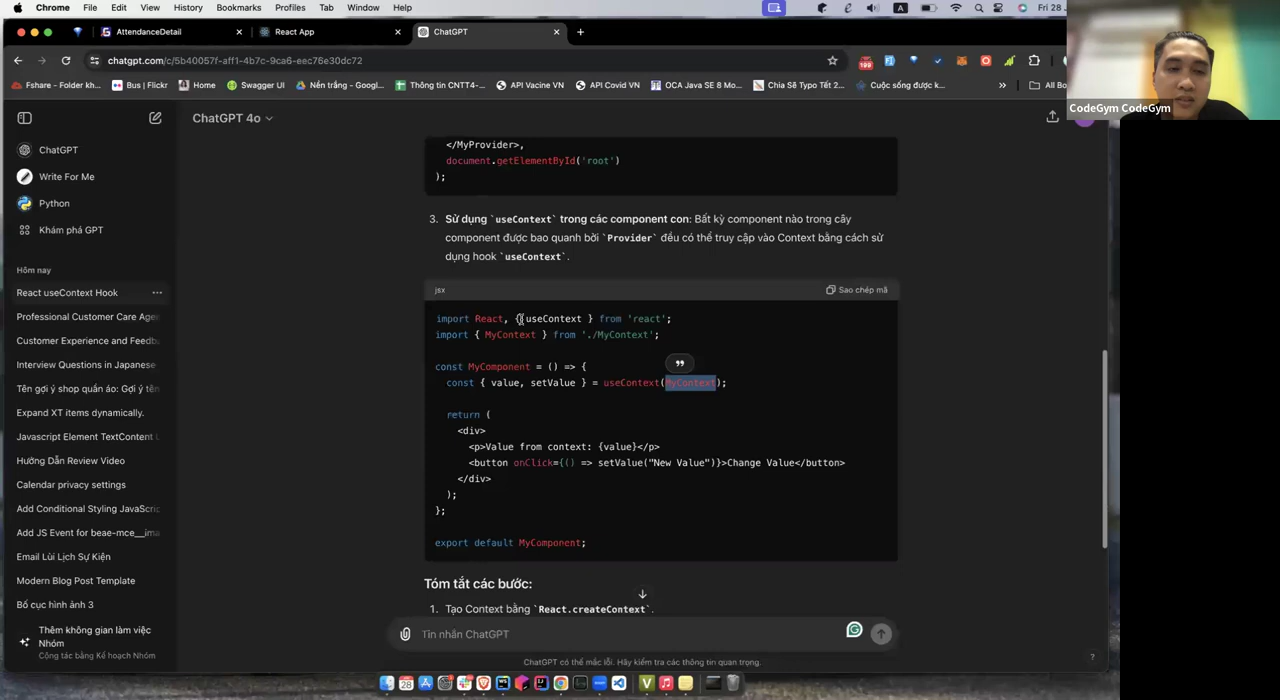 Chrome File Edit View History Bookmarks Profiles Tab Window Help
A Fri 28
AttendanceDetail React App ChatGPT
chatgpt.com/c/5b40057f-aff1-4b7c-9ca6-eec76e30dc72
199
Fshare - Folder kh... Bus | Flickr Home Swagger UI Nến trắng. - Googl... Thông tin CNTT4-... API Vacine VN API Covid VN OCA Java SE 8 Mo... Chia Sẽ Typo Tết 2... Cuộc sống được k... » All Bo
CodeGym CodeGym
ChatGPT 4o
ChatGPT
Write For Me
Python
Khám phá GPT
Hôm nay
React useContext Hook
Professional Customer Care Age
Customer Experience and Feedb
Interview Questions in Japanese
Tên gợi ý shop quần áo: Gợi ý tên
Expand XT items dynamically.
Javascript Element TextContent
Hướng Dẫn Review Video
Calendar privacy settings
Add Conditional Styling JavaScrip
Add JS Event for beae-mce__ima
Email Lùi Lịch Sự Kiện
Modern Blog Post Template
Bố cục hình ảnh 3
Thêm không gian làm việc
Nhóm
Cộng tác bằng Kế hoạch Nhóm
</MyProvider>,
document.getElementById('root')
);
3. Sử dụng `useContext` trong các component con: Bất kỳ component nào trong cây
component được bao quanh bởi `Provider` đều có thể truy cập vào Context bằng cách sử
dụng hook `useContext`.
jsx Sao chép mã
import React, { useContext } from 'react';
import { MyContext } from './MyContext';
const MyComponent = () => {
const { value, setValue } = useContext(MyContext);
return (
<div>
<p>Value from context: {value}</p>
<button onClick={() => setValue("New Value")}>Change Value</button>
</div>
);
};
export default MyComponent;
Tóm tắt các bước:
1. Tạo Context bằng `React.createContext`.
Tin nhắn ChatGPT
ChatGPT có thể mắc lỗi. Hãy kiểm tra các thông tin quan trọng.
?
28